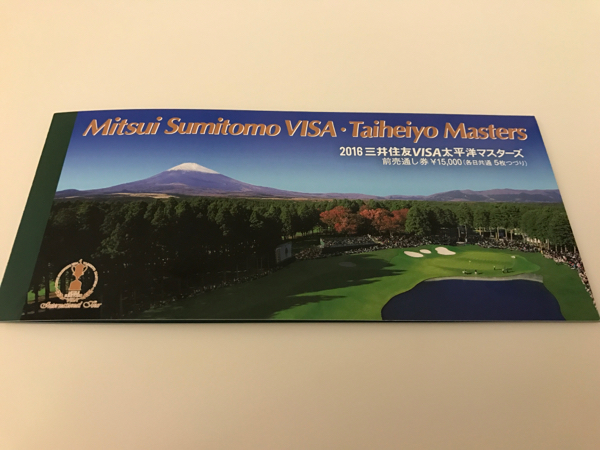 Mitsui Sumitomo VISA・Taiheiyo Masters
2016 三井住友VISA太平洋マスターズ
前売通し券 ¥15,000(各日共通 5枚つづり)
International Tour